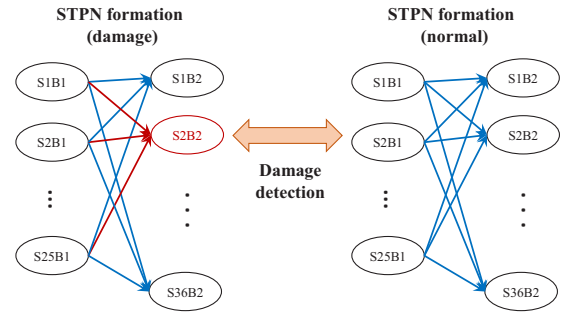 STPN formation
(damage)
S1B1
S1B2
S2B1
S2B2
⋮
⋮
S25B1
S36B2
Damage
detection
STPN formation
(normal)
S1B1
S1B2
S2B1
S2B2
⋮
⋮
S25B1
S36B2